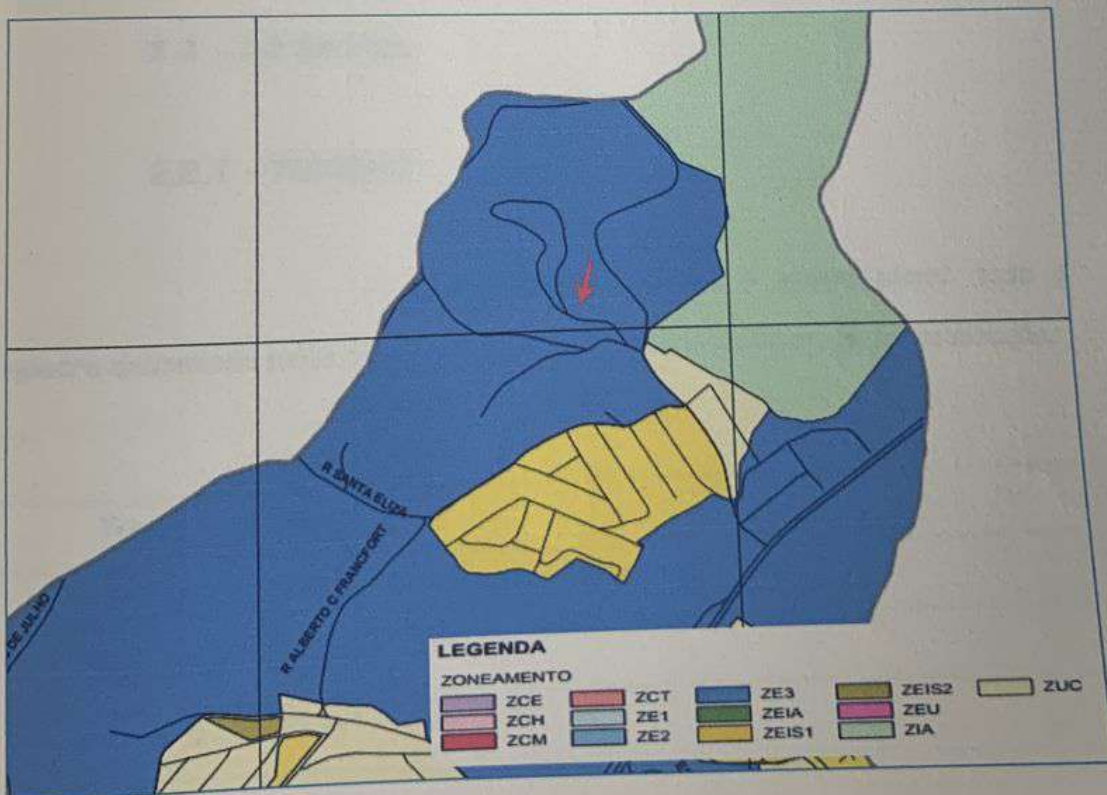 R SANTA ELIZA
R ALBERTO C FRANCFORT
DE JULHO
LEGENDA
ZONEAMENTO
ZCE
ZCH
ZCM
ZCT
ZE1
ZE2
ZE3
ZEIA
ZEIS1
ZEIS2
ZEU
ZIA
ZUC